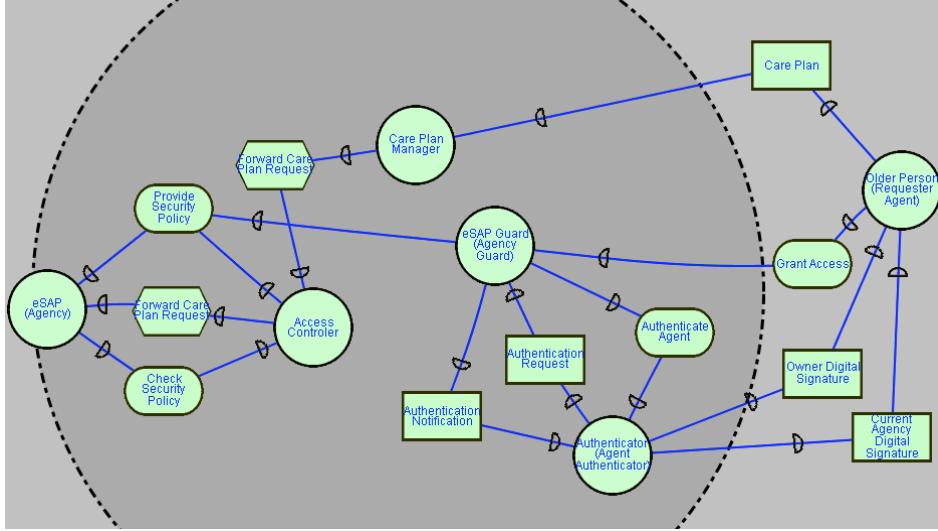 Care Plan
Care Plan
Manager
Forward Care
Plan Request
Older Person
(Requester
Agent)
Provide
Security
Policy
eSAP Guard
(Agency
Guard)
Grant Access
eSAP
(Agency)
Forward Care
Plan Request
Access
Controler
Authenticate
Agent
Authentication
Request
Owner Digital
Signature
Check
Security
Policy
Authentication
Notification
Authenticator
(Agent
Authenticator)
Current
Agency
Digital
Signature